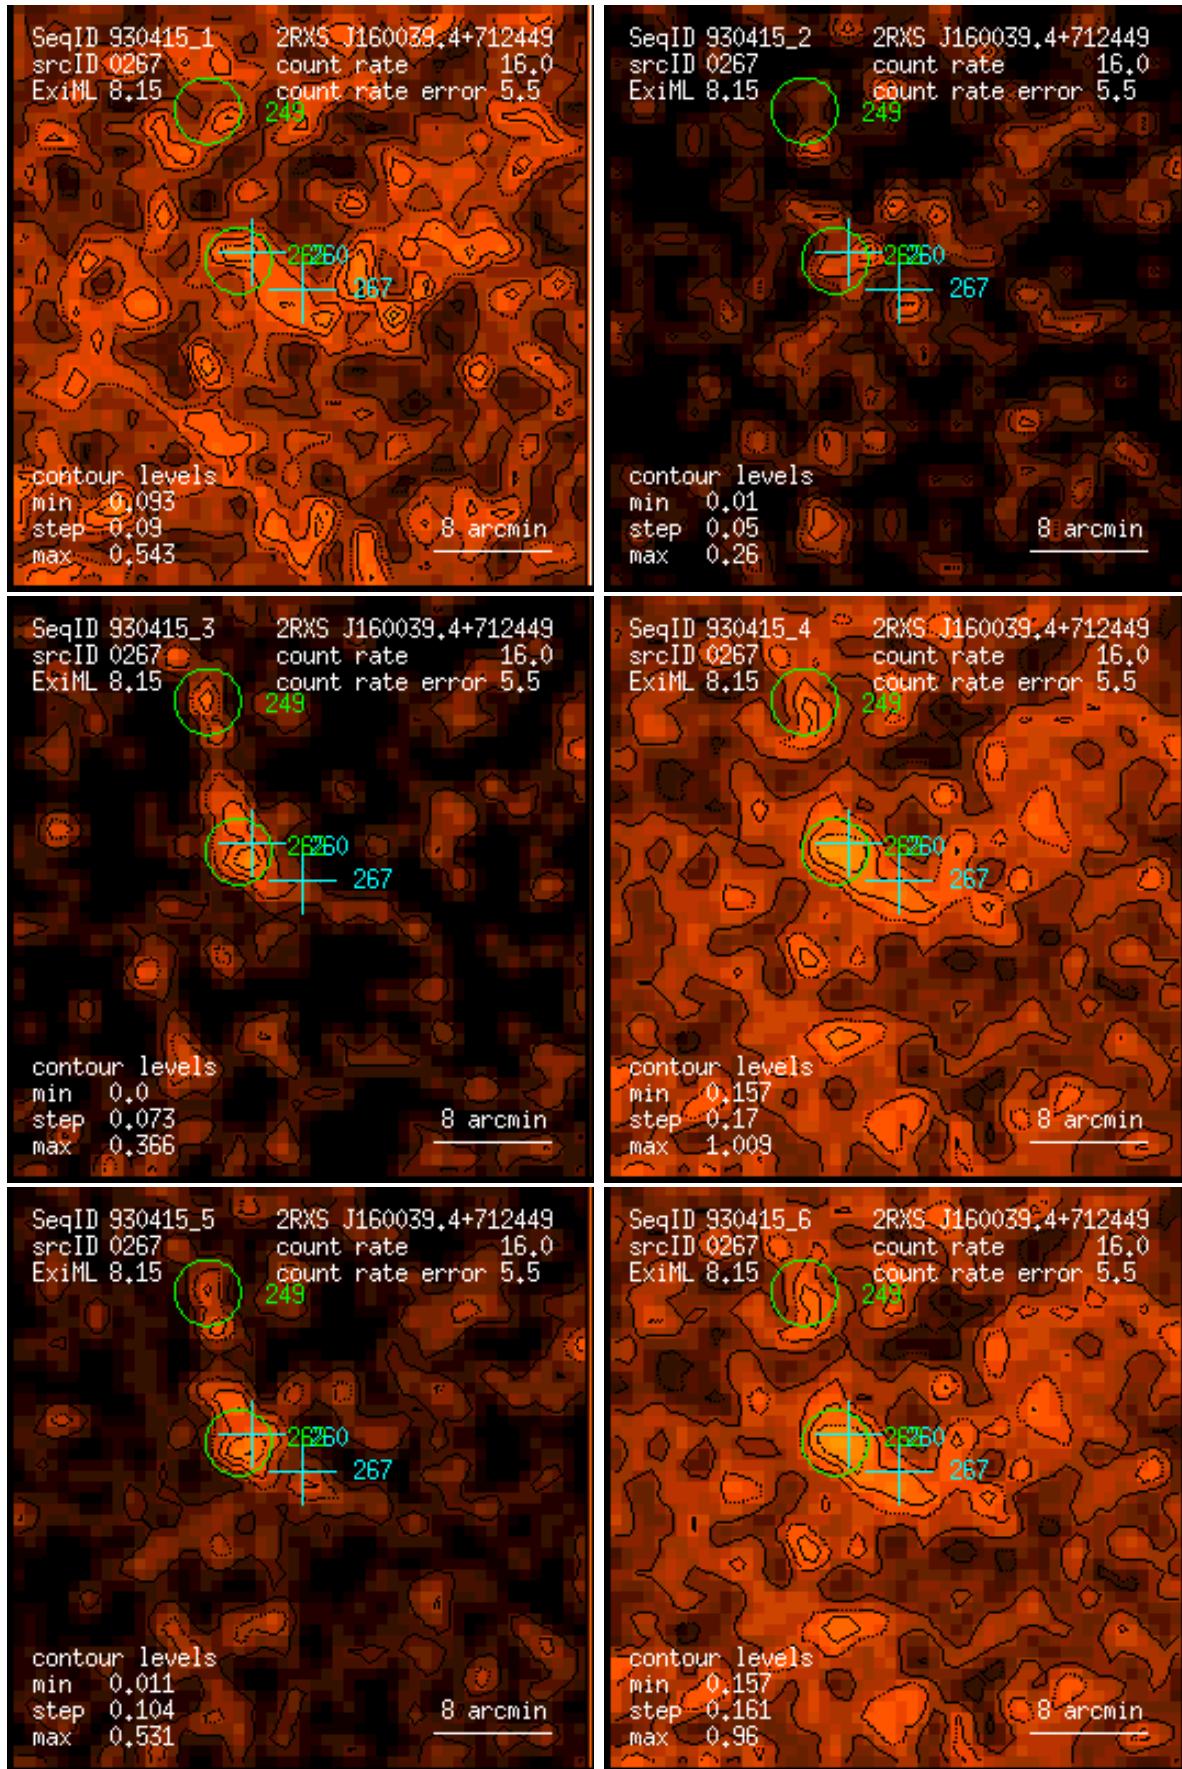 SeqID 930415_1 2RXS J160039.4+712449
srcID 0267 count rate 16.0
ExiML 8.15 count rate error 5.5
249
260
267
contour levels
min 0.093
step 0.09
max 0.543
8 arcmin
SeqID 930415_2 2RXS J160039.4+712449
srcID 0267 count rate 16.0
ExiML 8.15 count rate error 5.5
249
260
267
contour levels
min 0.01
step 0.05
max 0.26
8 arcmin
SeqID 930415_3 2RXS J160039.4+712449
srcID 0267 count rate 16.0
ExiML 8.15 count rate error 5.5
249
260
267
contour levels
min 0.0
step 0.073
max 0.366
8 arcmin
SeqID 930415_4 2RXS J160039.4+712449
srcID 0267 count rate 16.0
ExiML 8.15 count rate error 5.5
249
260
267
contour levels
min 0.157
step 0.17
max 1.009
8 arcmin
SeqID 930415_5 2RXS J160039.4+712449
srcID 0267 count rate 16.0
ExiML 8.15 count rate error 5.5
249
260
267
contour levels
min 0.011
step 0.104
max 0.531
8 arcmin
SeqID 930415_6 2RXS J160039.4+712449
srcID 0267 count rate 16.0
ExiML 8.15 count rate error 5.5
249
260
267
contour levels
min 0.157
step 0.161
max 0.96
8 arcmin